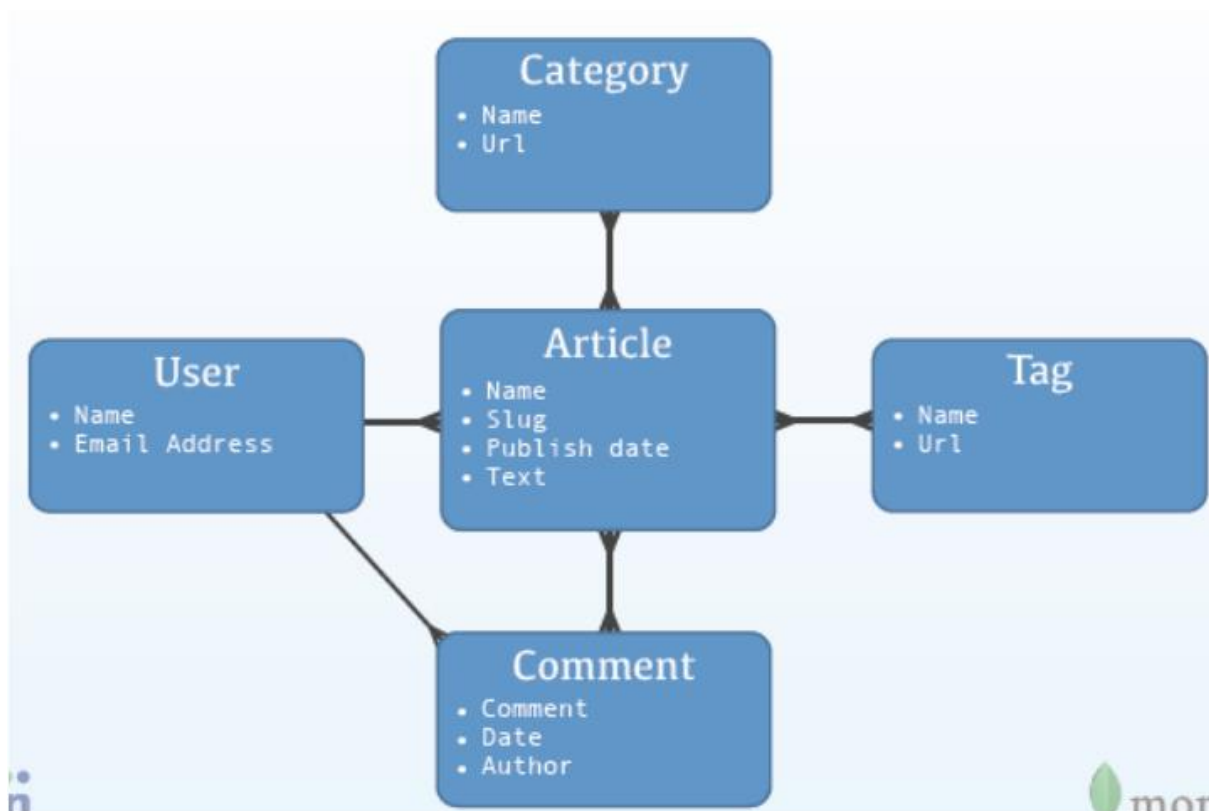 Category
• Name
• Url
User
• Name
• Email Address
Article
• Name
• Slug
• Publish date
• Text
Tag
• Name
• Url
Comment
• Comment
• Date
• Author